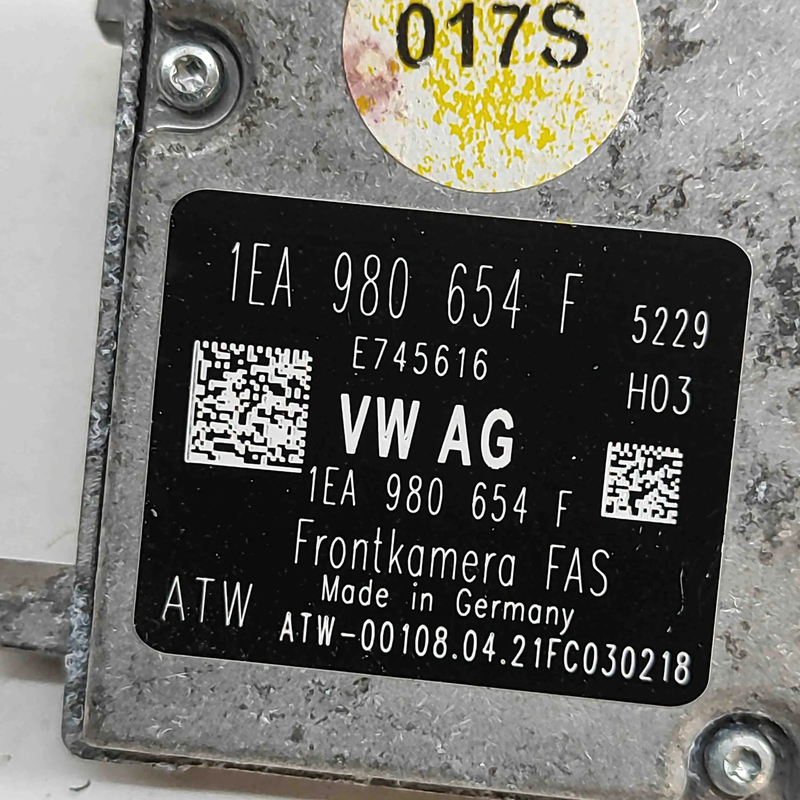 017S
1EA 980 654 F
5229
E745616
H03
VW AG
1EA 980 654 F
Frontkamera FAS
Made in Germany
ATW
ATW-00108.04.21FC030218